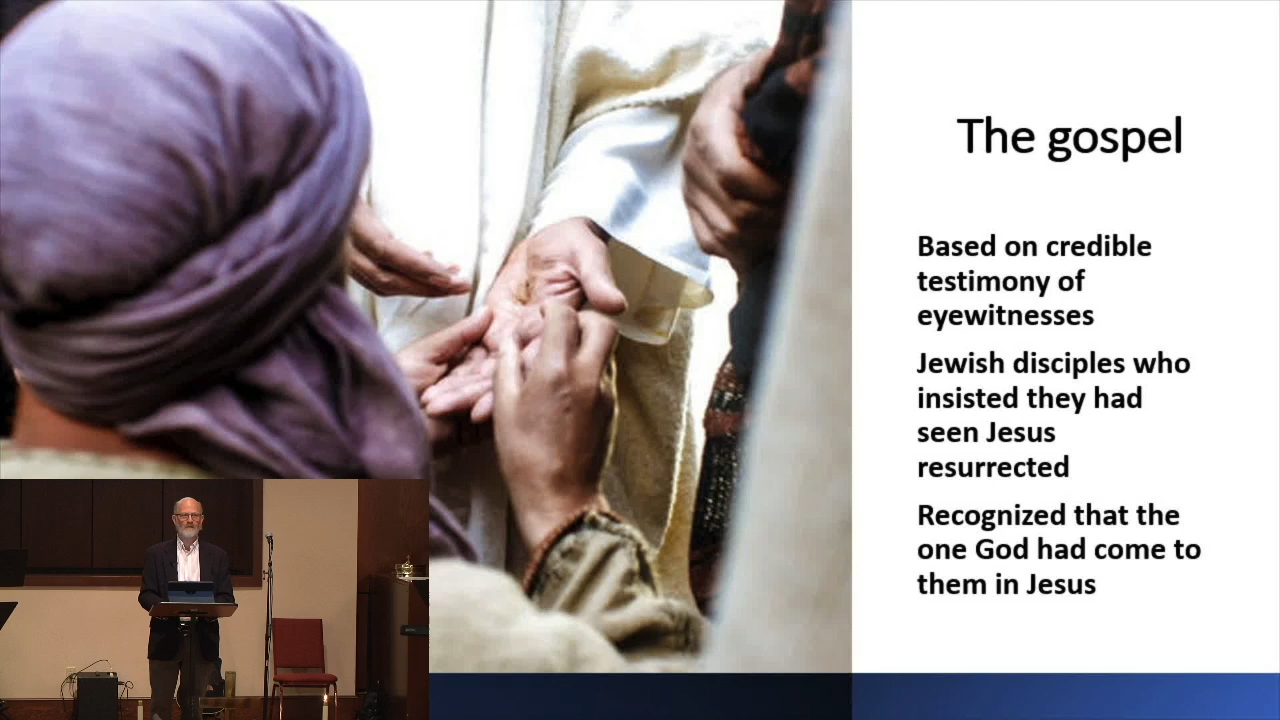 The gospel
Based on credible
testimony of
eyewitnesses
Jewish disciples who
insisted they had
seen Jesus
resurrected
Recognized that the
one God had come to
them in Jesus